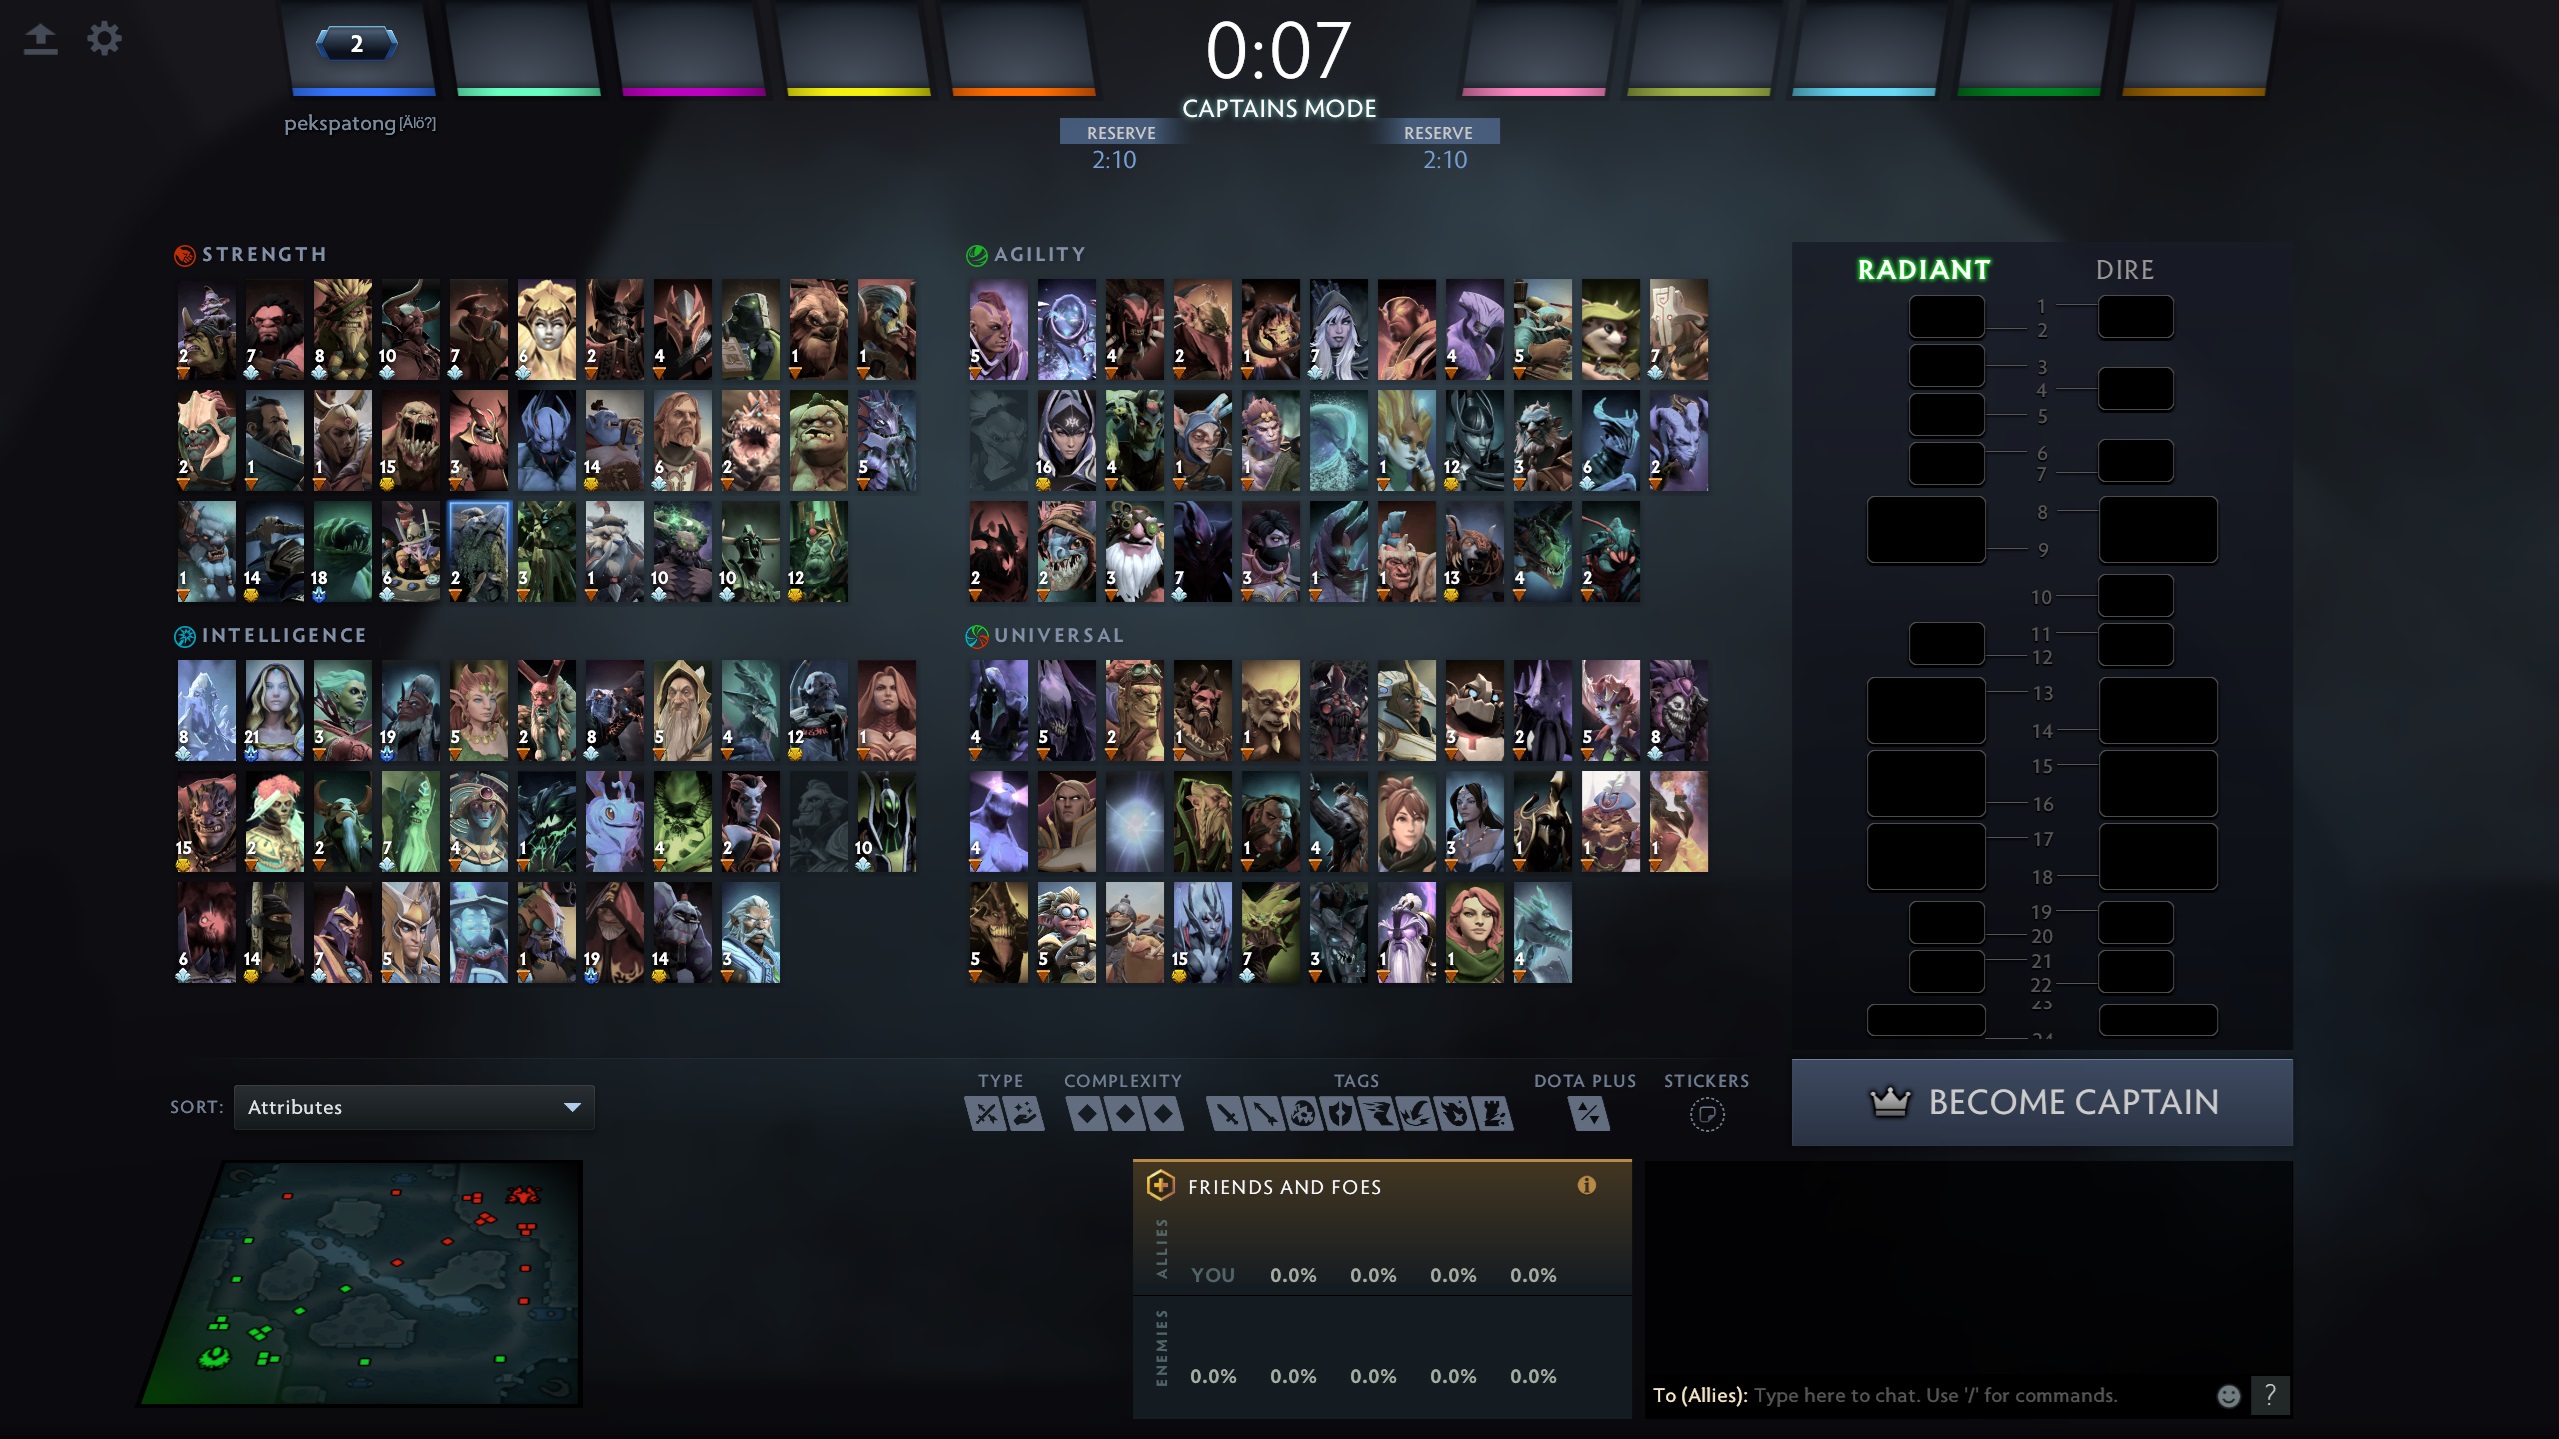 2
0:07
CAPTAINS MODE
pekspatong [Älö?]
RESERVE RESERVE
2:10 2:10
STRENGTH
2 7 8 10 7 6 2 4 1 1
2 1 1 15 3 14 6 2 5
1 14 18 6 2 3 1 10 10 12
AGILITY
5 4 2 1 7 4 5 7
16 4 1 1 1 12 3 6 2
2 2 3 7 3 1 1 13 4 2
INTELLIGENCE
8 21 3 19 5 2 8 5 4 12 1
15 2 2 7 4 1 4 2 10
6 14 7 5 1 19 14 3
UNIVERSAL
4 5 2 1 1 3 2 5 8
4 1 4 3 1 1 1
5 5 15 7 3 1 1 4
RADIANT DIRE
1
2
3
4
5
6
7
8
9
10
11
12
13
14
15
16
17
18
19
20
21
22
23
24
SORT: Attributes
TYPE COMPLEXITY TAGS DOTA PLUS STICKERS
BECOME CAPTAIN
FRIENDS AND FOES
ALLIES
YOU 0.0% 0.0% 0.0% 0.0%
ENEMIES
0.0% 0.0% 0.0% 0.0% 0.0%
To (Allies): Type here to chat. Use '/' for commands.
?